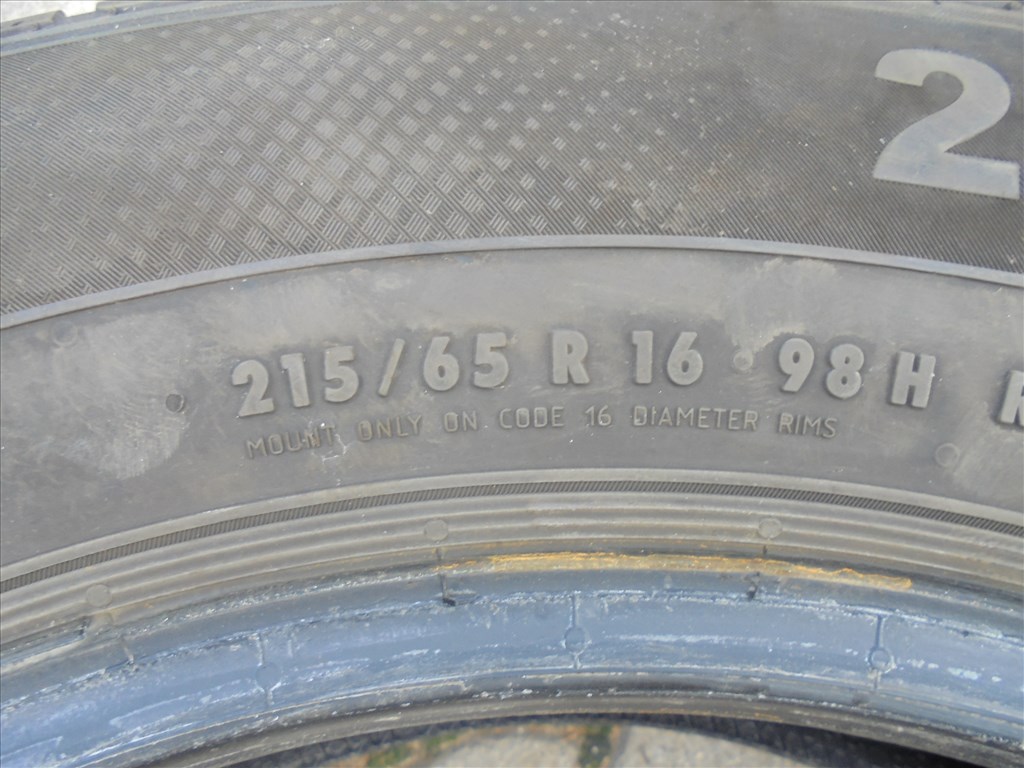 2
215/65 R 16 98 H
MOUNT ONLY ON CODE 16 DIAMETER RIMS